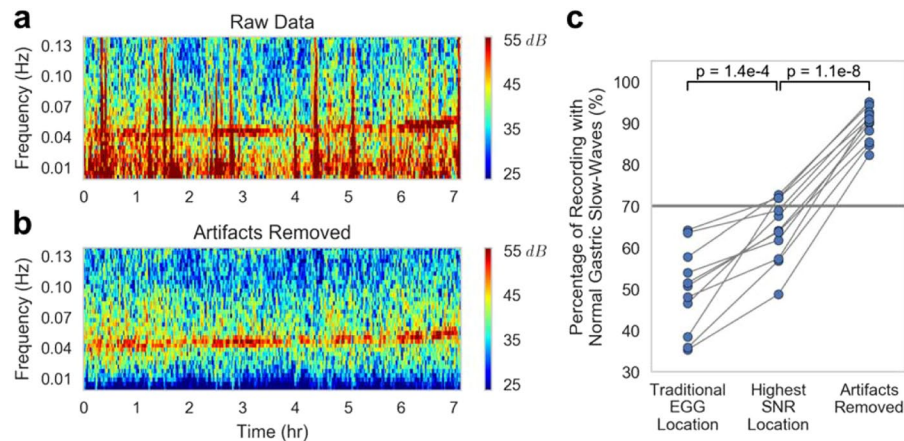 a
Raw Data
Frequency (Hz)
0.13
0.10
0.07
0.04
0.01
0 1 2 3 4 5 6 7
55 dB
45
35
25
b
Artifacts Removed
Frequency (Hz)
0.13
0.10
0.07
0.04
0.01
0 1 2 3 4 5 6 7
Time (hr)
55 dB
45
35
25
c
p = 1.4e-4 p = 1.1e-8
Percentage of Recording with
Normal Gastric Slow-Waves (%)
100
90
80
70
60
50
40
30
Traditional
EGG
Location
Highest
SNR
Location
Artifacts
Removed